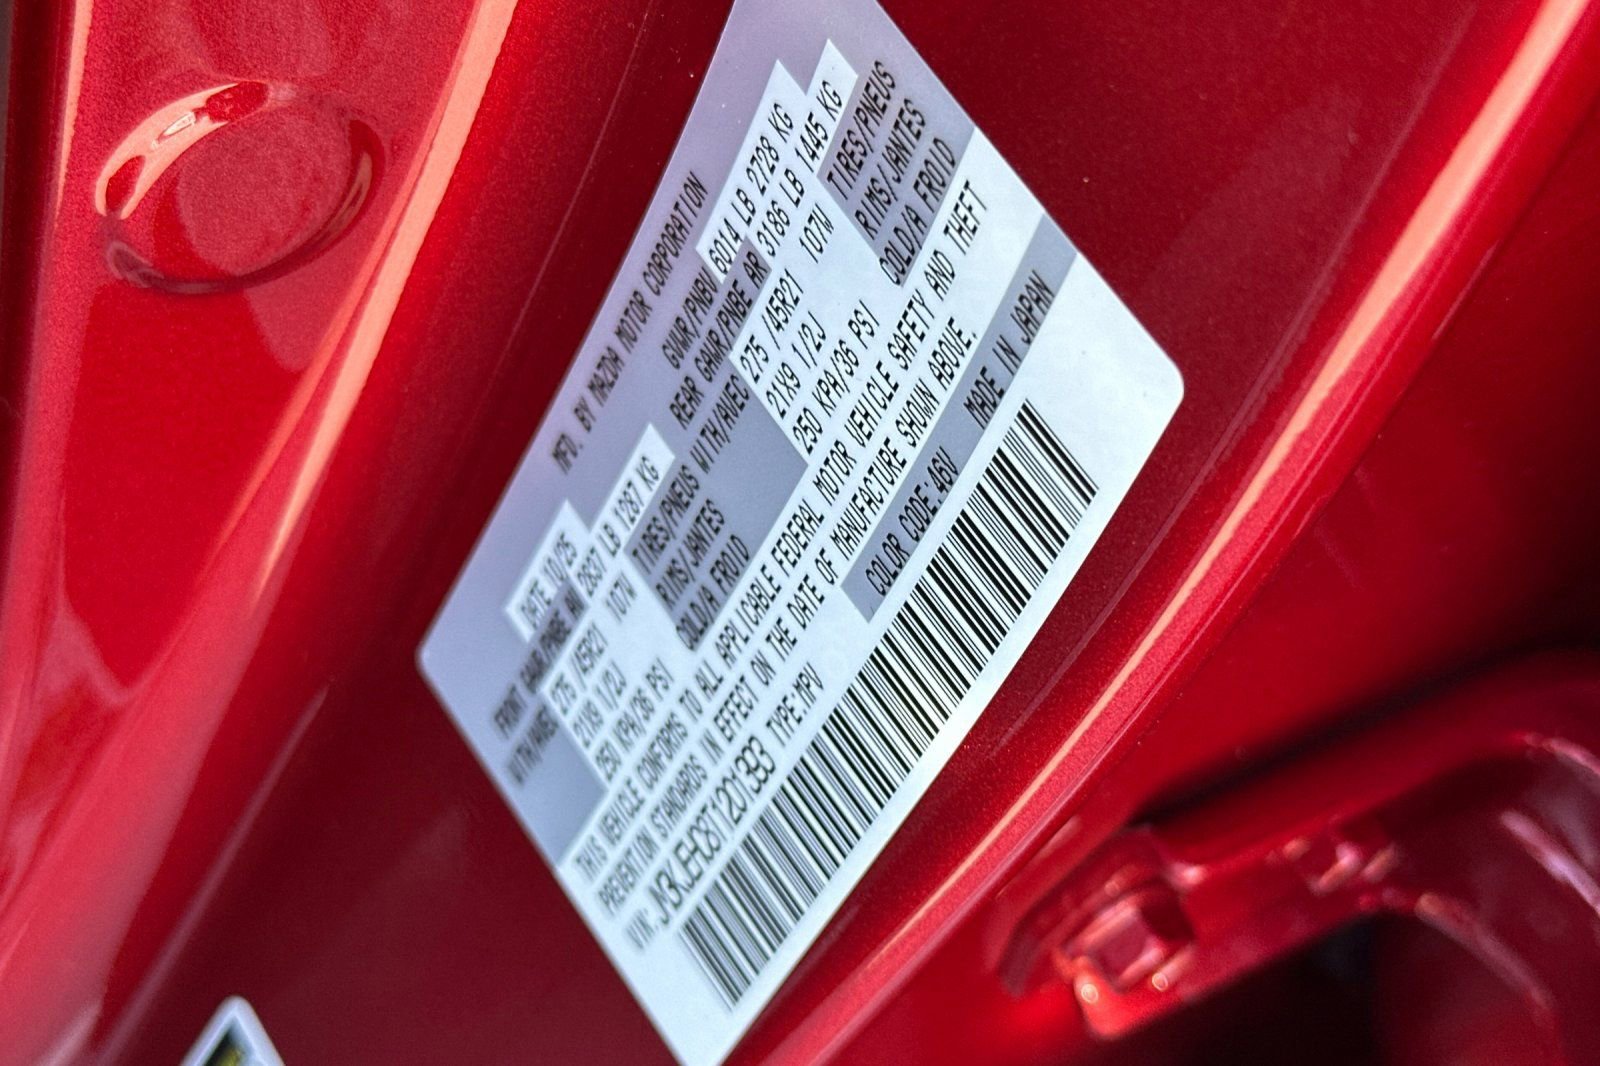 MFD. BY MAZDA MOTOR CORPORATION
DATE 10/25 GVWR/PNBV 6014 LB 2728 KG
FRONT GAWR/PNBE AV 2837 LB 1287 KG REAR GAWR/PNBE AR 3186 LB 1445 KG
WITH/AVEC 275 /45R21 107W TIRES/PNEUS WITH/AVEC 275 /45R21 107W TIRES/PNEUS
21X9 1/2J RIMS/JANTES 21X9 1/2J RIMS/JANTES
250 KPA/36 PSI COLD/A FROID 250 KPA/36 PSI COLD/A FROID
THIS VEHICLE CONFORMS TO ALL APPLICABLE FEDERAL MOTOR VEHICLE SAFETY AND THEFT
PREVENTION STANDARDS IN EFFECT ON THE DATE OF MANUFACTURE SHOWN ABOVE.
VIN: TYPE:MPV COLOR CODE:46V MADE IN JAPAN